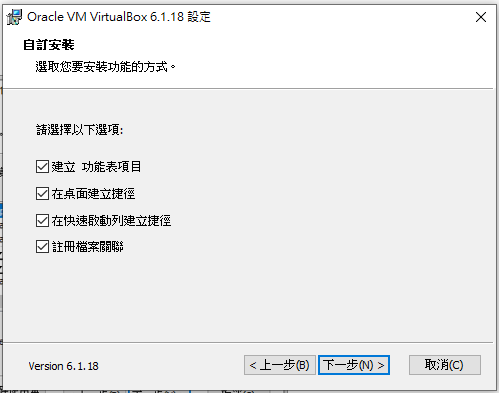 Oracle VM VirtualBox 6.1.18 設定
自訂安裝
選取您要安裝功能的方式。
請選擇以下選項:
建立 功能表項目
在桌面建立捷徑
在快速啟動列建立捷徑
註冊檔案關聯
Version 6.1.18
< 上一步(B)
下一步(N) >
取消(C)